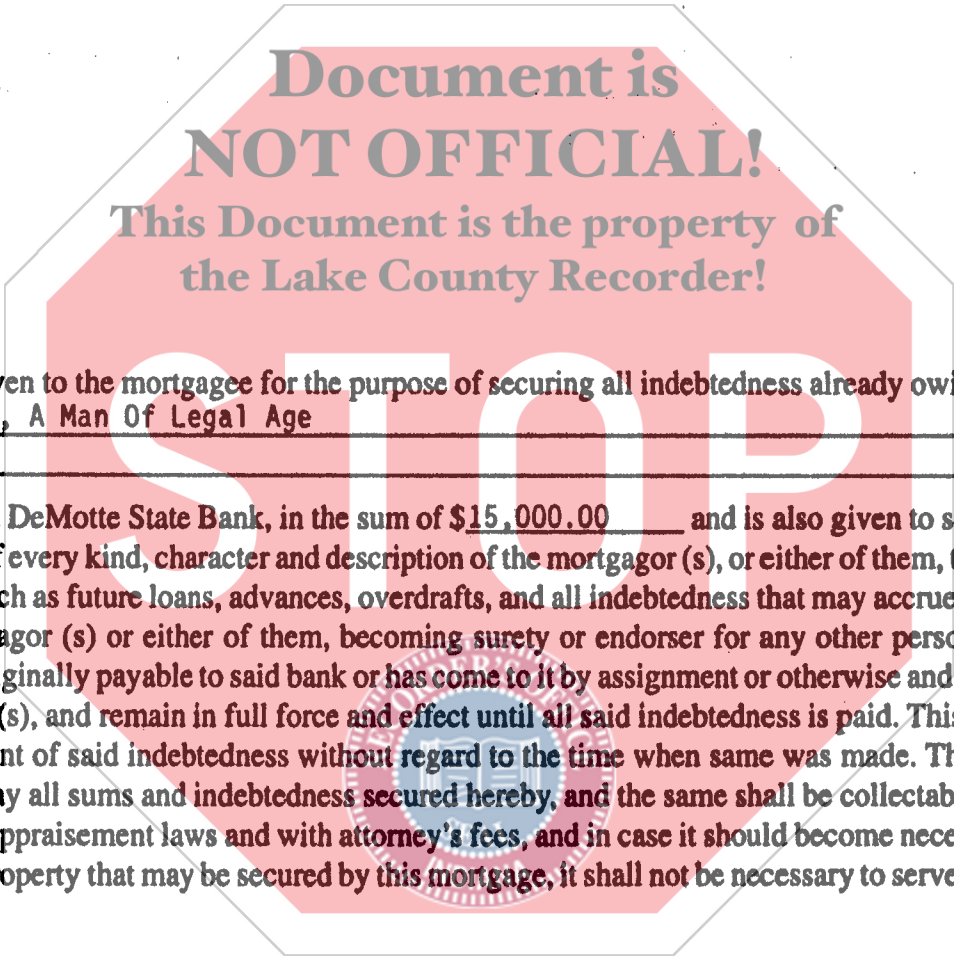 Document is
NOT OFFICIAL!
This Document is the property of
the Lake County Recorder!
STOP
ven to the mortgagee for the purpose of securing all indebtedness already owi
, A Man Of Legal Age
DeMotte State Bank, in the sum of $15,000.00 and is also given to s
f every kind, character and description of the mortgagor (s), or either of them, t
ch as future loans, advances, overdrafts, and all indebtedness that may accrue
agor (s) or either of them, becoming surety or endorser for any other perso
ginally payable to said bank or has come to it by assignment or otherwise and
(s), and remain in full force and effect until all said indebtedness is paid. This
nt of said indebtedness without regard to the time when same was made. Th
ay all sums and indebtedness secured hereby, and the same shall be collectab
ppraisement laws and with attorney's fees, and in case it should become nece
operty that may be secured by this mortgage, it shall not be necessary to serve
INDIANA